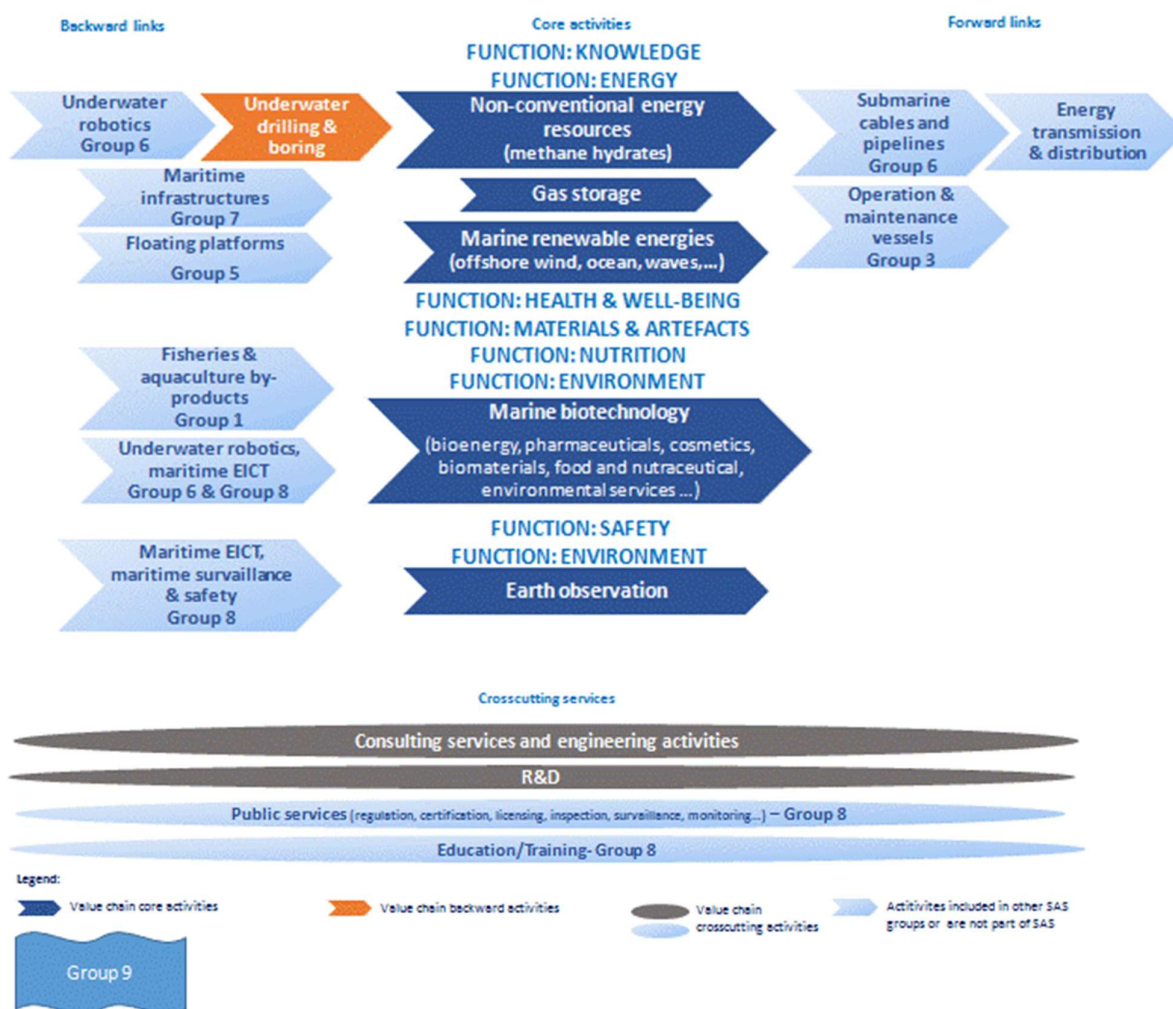 Backward links
Core activities
Forward links
FUNCTION: KNOWLEDGE
FUNCTION: ENERGY
Underwater
robotics
Group 6
Underwater
drilling &
boring
Non-conventional energy
resources
(methane hydrates)
Submarine
cables and
pipelines
Group 6
Energy
transmission
& distribution
Maritime
infrastructures
Group 7
Gas storage
Operation &
maintenance
vessels
Group 3
Floating platforms
Group 5
Marine renewable energies
(offshore wind, ocean, waves,...)
FUNCTION: HEALTH & WELL-BEING
FUNCTION: MATERIALS & ARTEFACTS
FUNCTION: NUTRITION
FUNCTION: ENVIRONMENT
Fisheries &
aquaculture by-
products
Group 1
Marine biotechnology
(bioenergy, pharmaceuticals, cosmetics,
biomaterials, food and nutraceutical,
environmental services ...)
Underwater robotics,
maritime EICT
Group 6 & Group 8
FUNCTION: SAFETY
FUNCTION: ENVIRONMENT
Maritime EICT,
maritime survaillance
& safety
Group 8
Earth observation
Crosscutting services
Consulting services and engineering activities
R&D
Public services (regulation, certification, licensing, inspection, survaillance, monitoring...) – Group 8
Education/Training- Group 8
Legend:
Value chain core activities
Value chain backward activities
Value chain
crosscutting activities
Actitivites included in other SAS
groups or are not part of SAS
Group 9